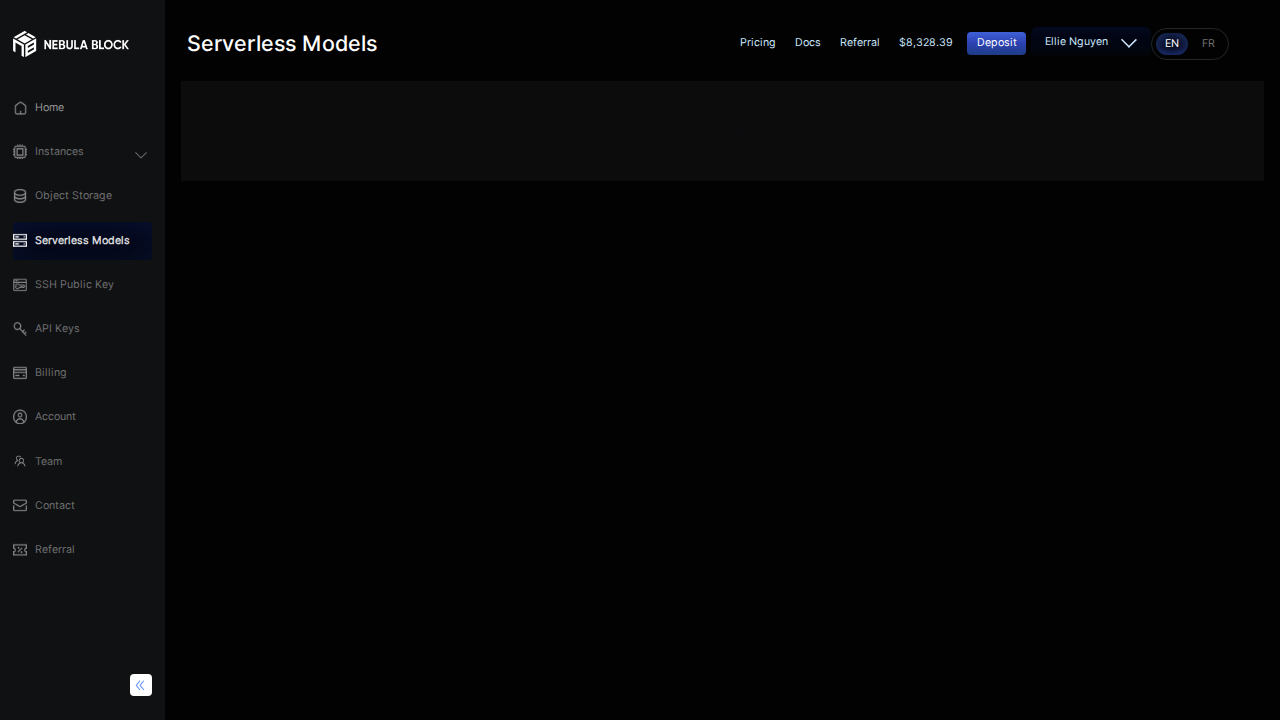 NEBULA BLOCK
Home
Instances
Object Storage
Serverless Models
SSH Public Key
API Keys
Billing
Account
Team
Contact
Referral
Serverless Models
Pricing Docs Referral $8,328.39 Deposit Ellie Nguyen EN FR